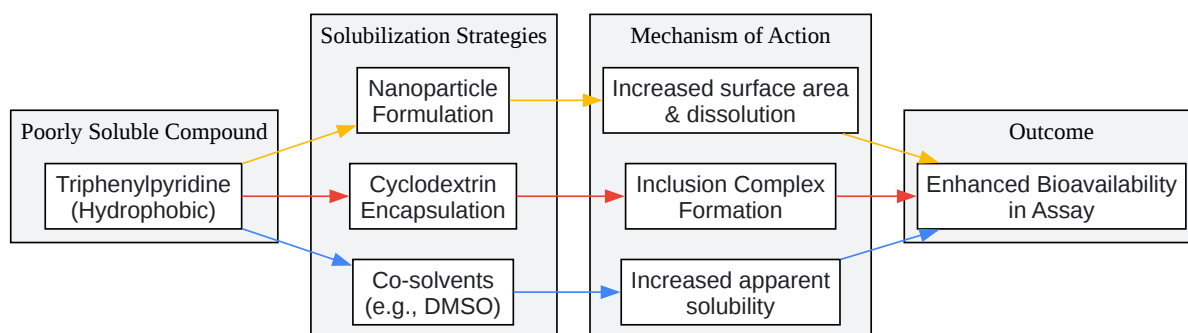 Poorly Soluble Compound
Triphenylpyridine
(Hydrophobic)
Solubilization Strategies
Nanoparticle
Formulation
Cyclodextrin
Encapsulation
Co-solvents
(e.g., DMSO)
Mechanism of Action
Increased surface area
& dissolution
Inclusion Complex
Formation
Increased apparent
solubility
Outcome
Enhanced Bioavailability
in Assay